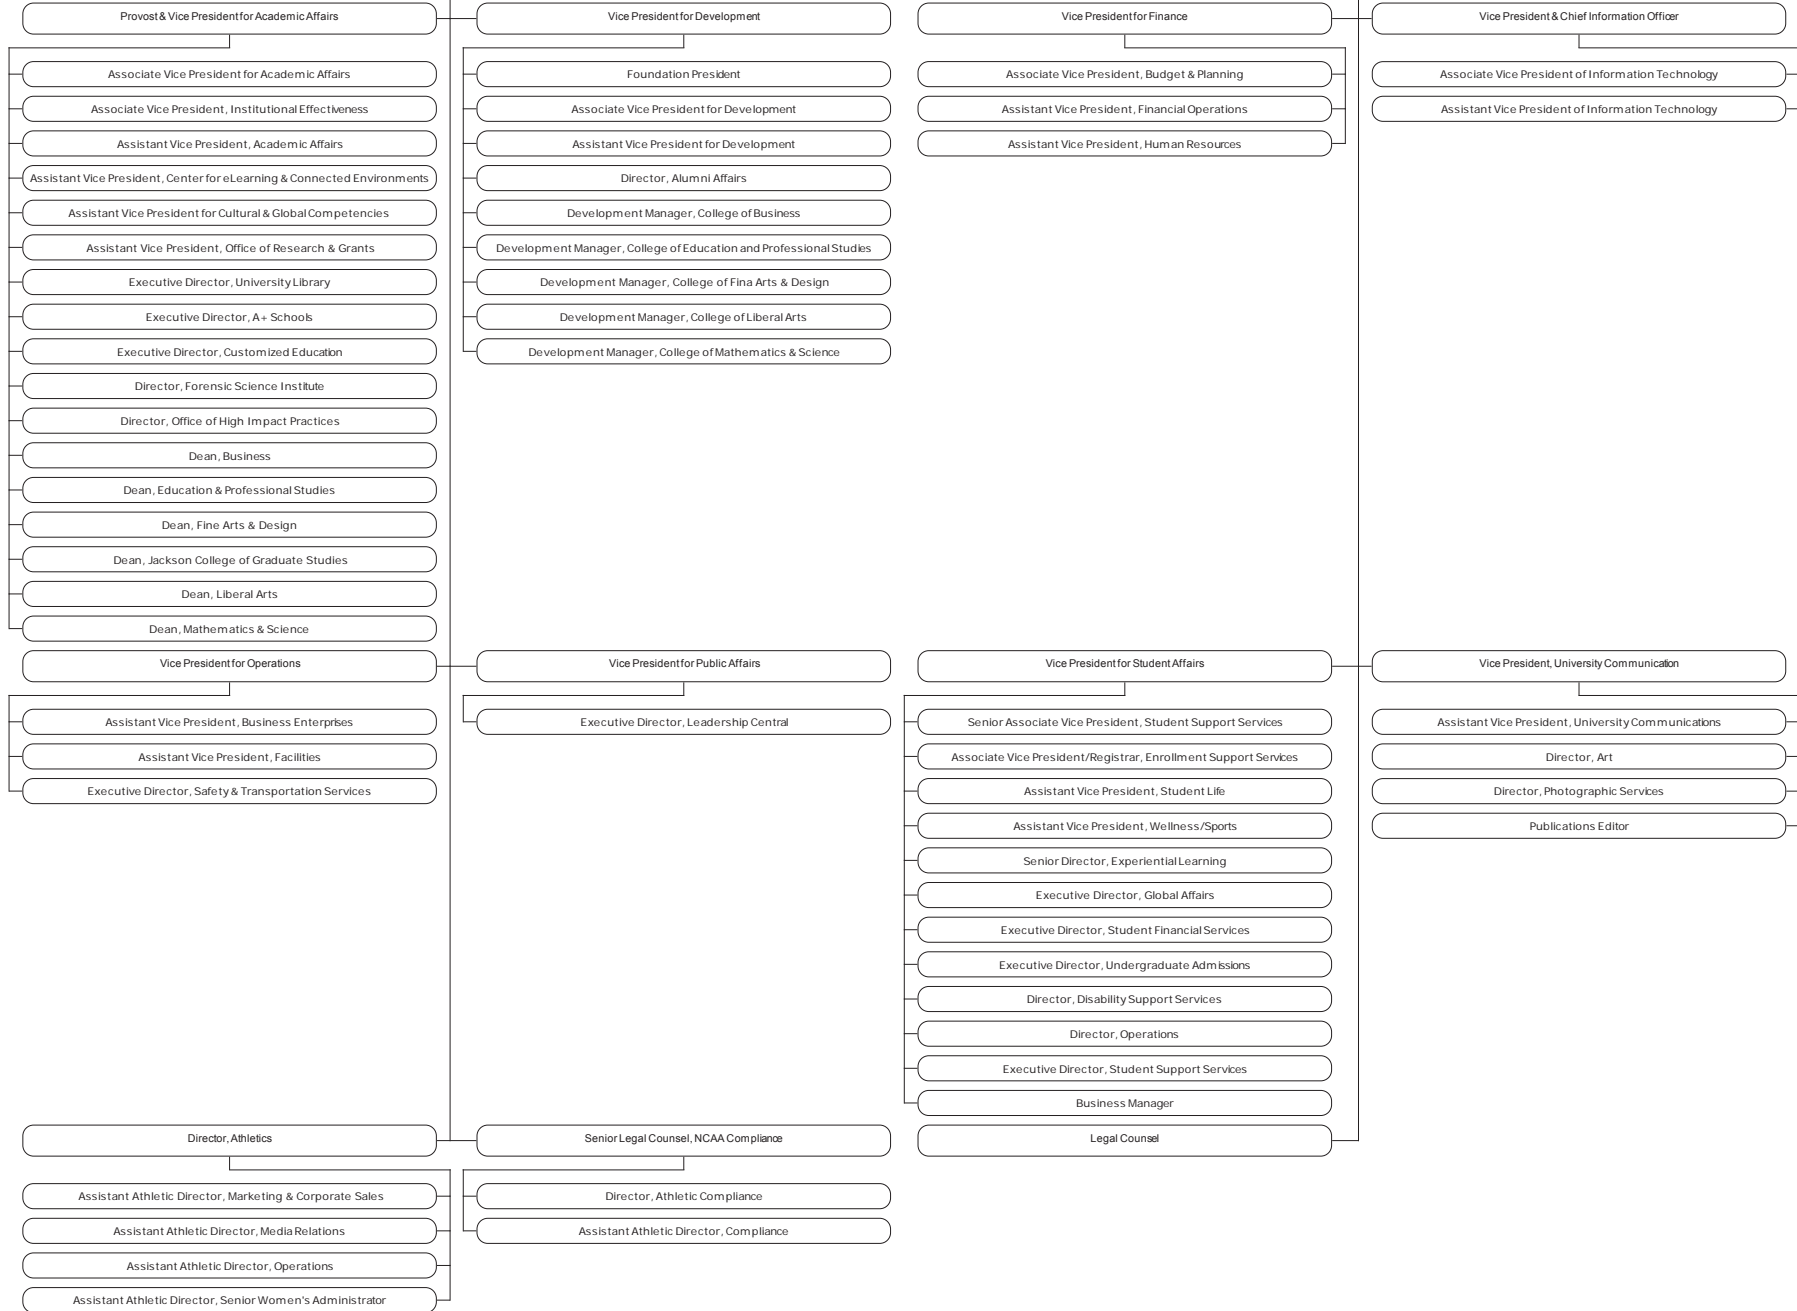 Provost & Vice President for Academic Affairs
Associate Vice President for Academic Affairs
Associate Vice President, Institutional Effectiveness
Assistant Vice President, Academic Affairs
Assistant Vice President, Center for eLearning & Connected Environments
Assistant Vice President for Cultural & Global Competencies
Assistant Vice President, Office of Research & Grants
Executive Director, University Library
Executive Director, A+ Schools
Executive Director, Customized Education
Director, Forensic Science Institute
Director, Office of High Impact Practices
Dean, Business
Dean, Education & Professional Studies
Dean, Fine Arts & Design
Dean, Jackson College of Graduate Studies
Dean, Liberal Arts
Dean, Mathematics & Science
Vice President for Development
Foundation President
Associate Vice President for Development
Assistant Vice President for Development
Director, Alumni Affairs
Development Manager, College of Business
Development Manager, College of Education and Professional Studies
Development Manager, College of Fina Arts & Design
Development Manager, College of Liberal Arts
Development Manager, College of Mathematics & Science
Vice President for Finance
Associate Vice President, Budget & Planning
Assistant Vice President, Financial Operations
Assistant Vice President, Human Resources
Vice President & Chief Information Officer
Associate Vice President of Information Technology
Assistant Vice President of Information Technology
Vice President for Operations
Assistant Vice President, Business Enterprises
Assistant Vice President, Facilities
Executive Director, Safety & Transportation Services
Vice President for Public Affairs
Executive Director, Leadership Central
Vice President for Student Affairs
Senior Associate Vice President, Student Support Services
Associate Vice President/Registrar, Enrollment Support Services
Assistant Vice President, Student Life
Assistant Vice President, Wellness/Sports
Senior Director, Experiential Learning
Executive Director, Global Affairs
Executive Director, Student Financial Services
Executive Director, Undergraduate Admissions
Director, Disability Support Services
Director, Operations
Executive Director, Student Support Services
Business Manager
Vice President, University Communication
Assistant Vice President, University Communications
Director, Art
Director, Photographic Services
Publications Editor
Director, Athletics
Assistant Athletic Director, Marketing & Corporate Sales
Assistant Athletic Director, Media Relations
Assistant Athletic Director, Operations
Assistant Athletic Director, Senior Women's Administrator
Senior Legal Counsel, NCAA Compliance
Director, Athletic Compliance
Assistant Athletic Director, Compliance
Legal Counsel